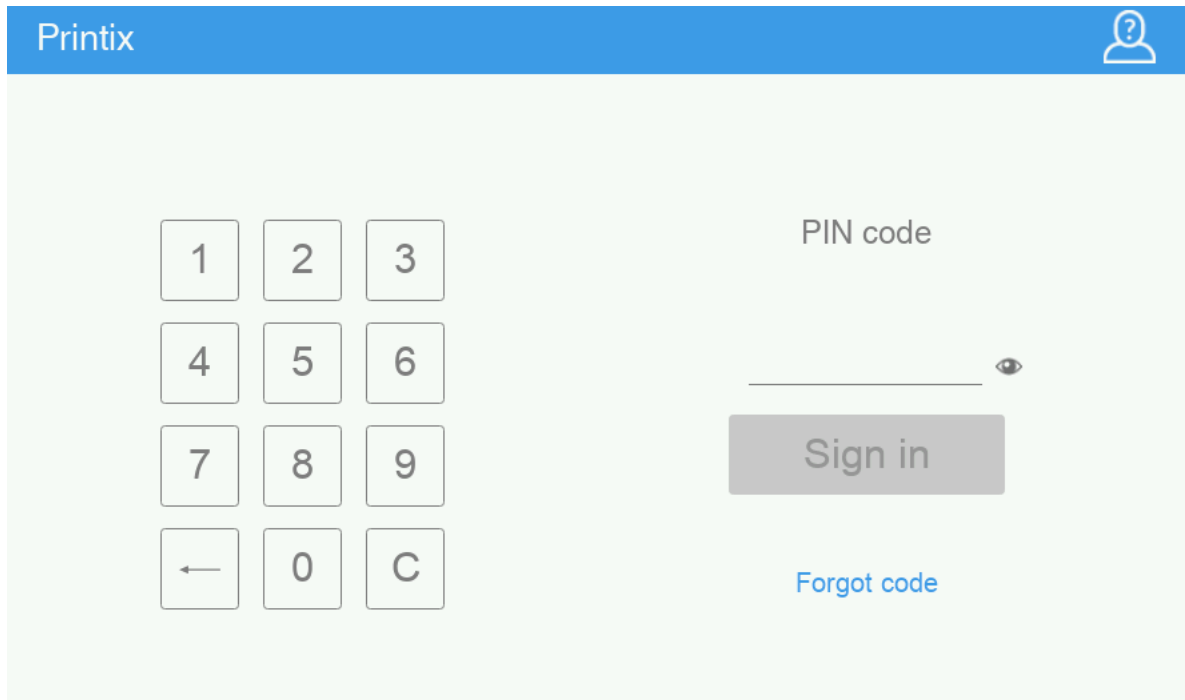 Printix
?
1 2 3
4 5 6
7 8 9
← 0 C
PIN code
Sign in
Forgot code